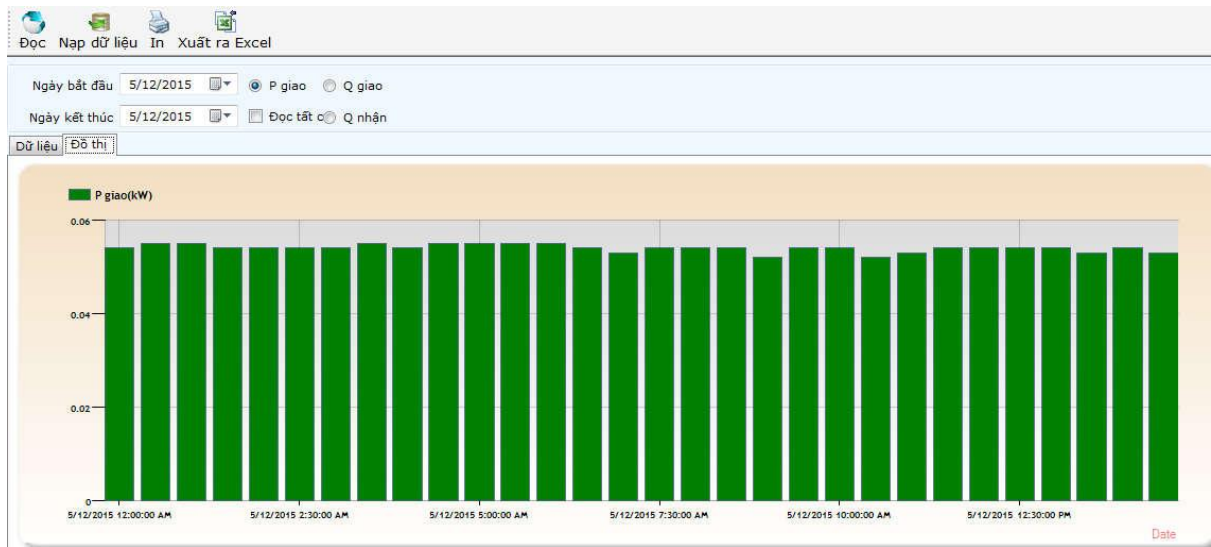 Đọc Nạp dữ liệu In Xuất ra Excel
Ngày bắt đầu 5/12/2015 P giao Q giao
Ngày kết thúc 5/12/2015 Đọc tất c Q nhận
Dữ liệu Đồ thị
P giao(kW)
0.06
0.04
0.02
0
5/12/2015 12:00:00 AM 5/12/2015 2:30:00 AM 5/12/2015 5:00:00 AM 5/12/2015 7:30:00 AM 5/12/2015 10:00:00 AM 5/12/2015 12:30:00 PM
Date